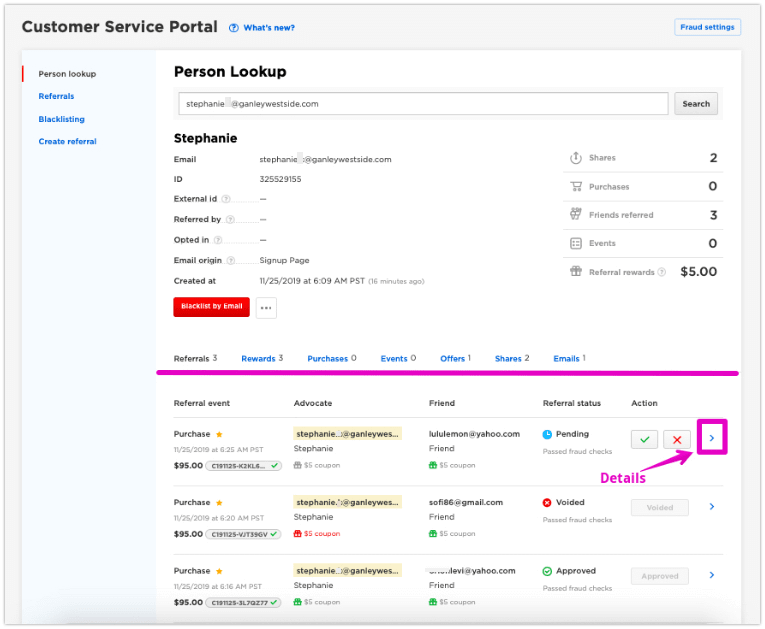 Customer Service Portal ? What's new? Fraud settings
Person lookup
Referrals
Blacklisting
Create referral
Person Lookup
stephanie @ganleywestside.com Search
Stephanie
Email stephanie @ganleywestside.com
ID 325529155
External id ? —
Referred by ? —
Opted in ? —
Email origin ? Signup Page
Created at 11/25/2019 at 6:09 AM PST (16 minutes ago)
Blacklist by Email •••
Shares 2
Purchases 0
Friends referred 3
Events 0
Referral rewards ? $5.00
Referrals 3 Rewards 3 Purchases 0 Events 0 Offers 1 Shares 2 Emails 1
Referral event Advocate Friend Referral status Action
Purchase stephanie. @ganleywes... lululemon@yahoo.com Pending
11/25/2019 at 6:25 AM PST Stephanie Friend Passed fraud checks
$95.00 C191125-K2KL6... $5 coupon $5 coupon
Details
Purchase stephanie. @ganleywes... sofi86@gmail.com Voided Voided
11/25/2019 at 6:20 AM PST Stephanie Friend Passed fraud checks
$95.00 C191125-VJT39GV $5 coupon $5 coupon
Purchase stephanie. @ganleywes... levi@yahoo.com Approved Approved
11/25/2019 at 6:16 AM PST Stephanie Friend Passed fraud checks
$95.00 C191125-3L7QZ77 $5 coupon $5 coupon